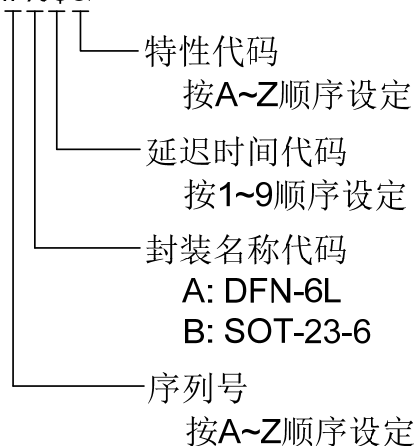 特性代码
按A~Z顺序设定
延迟时间代码
按1~9顺序设定
封装名称代码
A: DFN-6L
B: SOT-23-6
序列号
按A~Z顺序设定